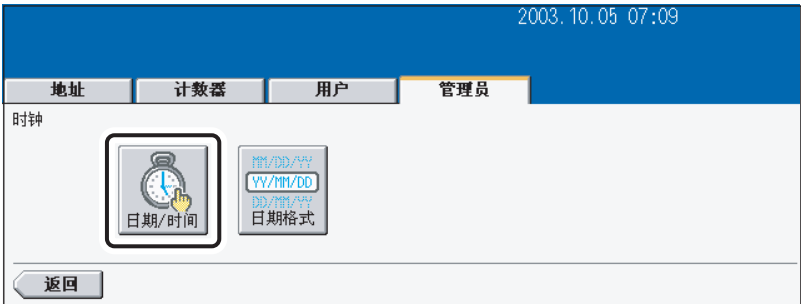 2003.10.05 07:09
地址 计数器 用户 管理员
时钟
MM/DD/YY
YY/MM/DD
DD/MM/YY
日期/时间 日期格式
返回